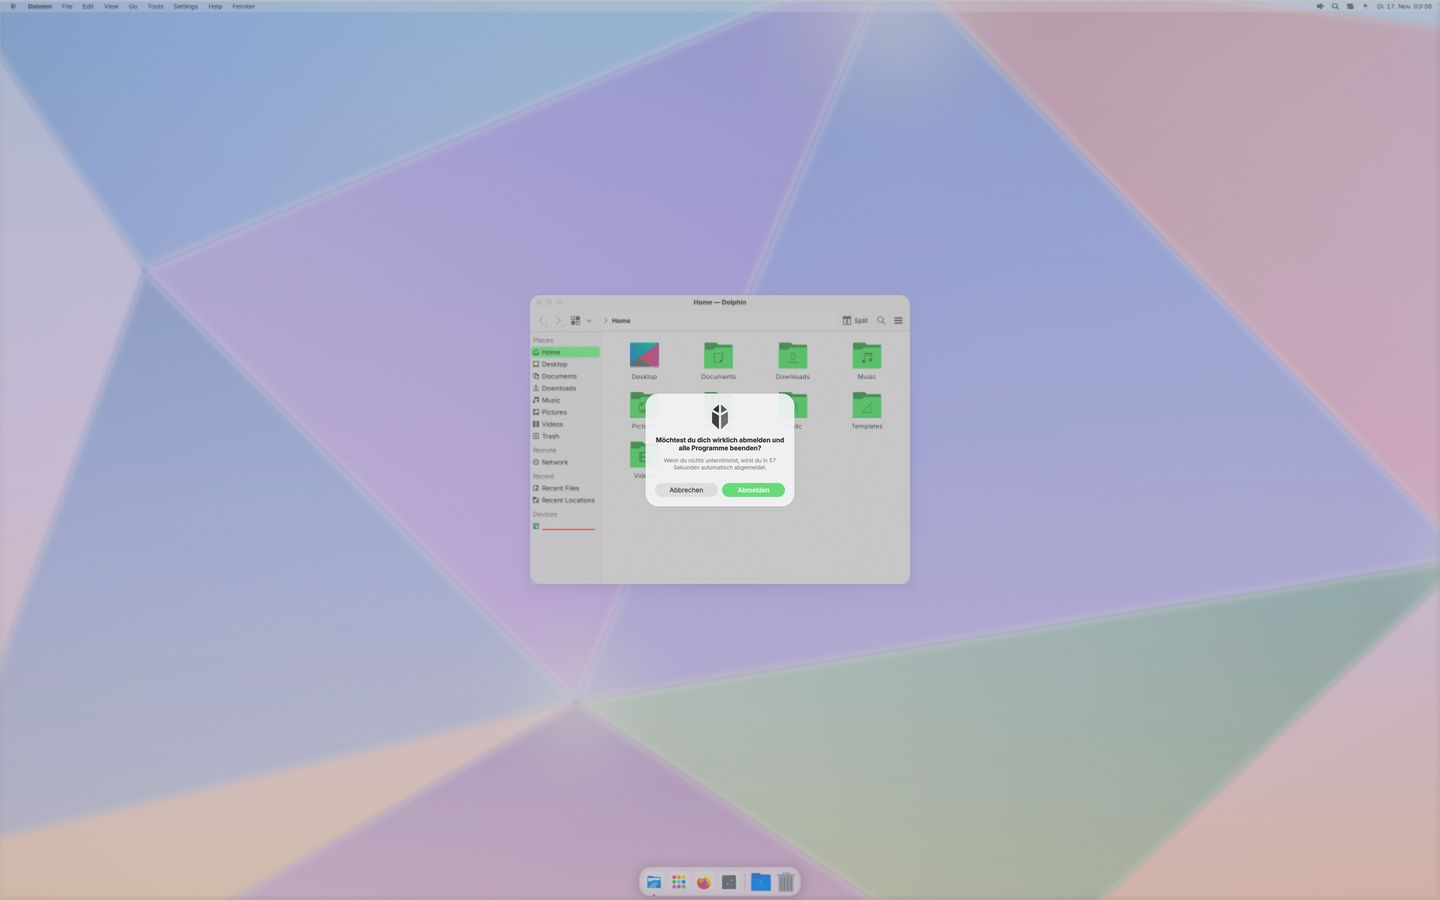 Dateien File Edit View Go Tools Settings Help Fenster
Di. 17. Nov. 03:36
Home — Dolphin
Home
Split
Places
Home
Desktop
Documents
Downloads
Music
Pictures
Videos
Trash
Remote
Network
Recent
Recent Files
Recent Locations
Devices
Desktop Documents Downloads Music
Templates
Möchtest du dich wirklich abmelden und
alle Programme beenden?
Wenn du nichts unternimmst, wirst du in 57
Sekunden automatisch abgemeldet.
Abbrechen Abmelden